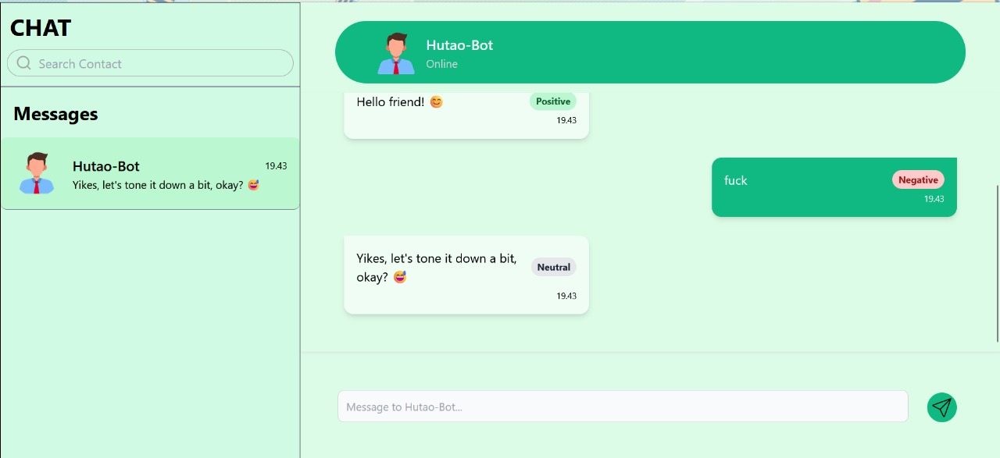 CHAT
Search Contact
Messages
Hutao-Bot
19.43
Yikes, let's tone it down a bit, okay? 😅
Hutao-Bot
Online
Hello friend! 😊
Positive
19.43
fuck
Negative
19.43
Yikes, let's tone it down a bit,
okay? 😅
Neutral
19.43
Message to Hutao-Bot...